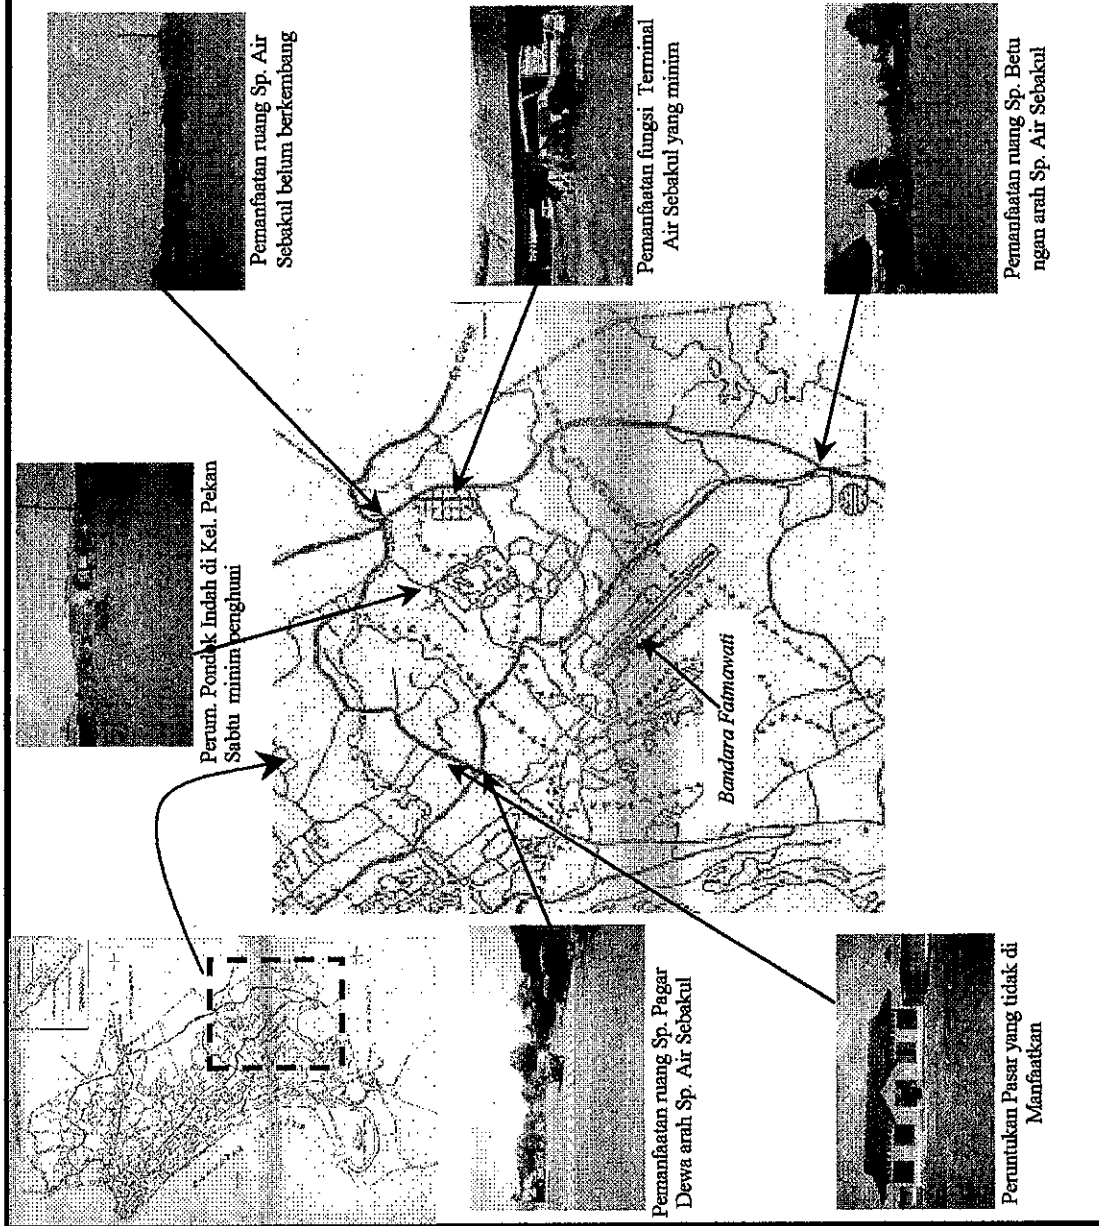 Pemanfaatan ruang Sp. Air
Sebakul belum berkembang
Pemanfaatan fungsi Terminal
Air Sebakul yang minim
Pemanfaatan ruang Sp. Betu
ngan arah Sp. Air Sebakul
Perum. Pondok Indah di Kel. Pekan
Sabtu minim penghuni
Bandara Fatmawati
Pemanfaatan ruang Sp. Pagar
Dewa arah Sp. Air Sebakul
Peruntukan Pasar yang tidak di
Manfaatkan